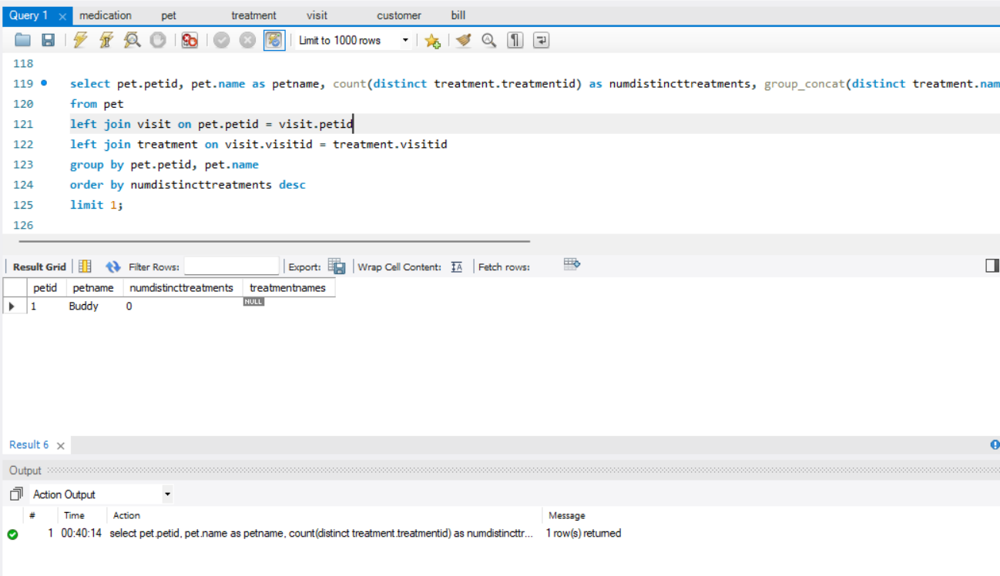 Query 1 medication pet treatment visit customer bill
Limit to 1000 rows
118
119 select pet.petid, pet.name as petname, count(distinct treatment.treatmentid) as numdistincttreatments, group_concat(distinct treatment.nam
120 from pet
121 left join visit on pet.petid = visit.petid
122 left join treatment on visit.visitid = treatment.visitid
123 group by pet.petid, pet.name
124 order by numdistincttreatments desc
125 limit 1;
126
Result Grid Filter Rows: Export: Wrap Cell Content: Fetch rows:
petid petname numdistincttreatments treatmentnames
1 Buddy 0 NULL
Result 6
Output
Action Output
# Time Action Message
1 00:40:14 select pet.petid, pet.name as petname, count(distinct treatment.treatmentid) as numdistincttr... 1 row(s) returned